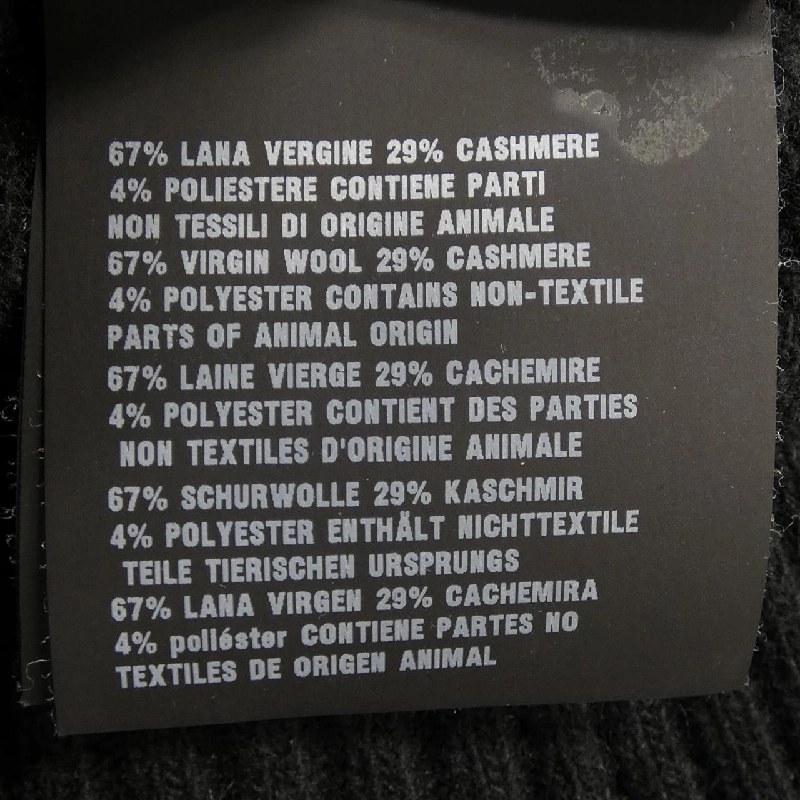 67% LANA VERGINE 29% CASHMERE
4% POLIESTERE CONTIENE PARTI
NON TESSILI DI ORIGINE ANIMALE
67% VIRGIN WOOL 29% CASHMERE
4% POLYESTER CONTAINS NON-TEXTILE
PARTS OF ANIMAL ORIGIN
67% LAINE VIERGE 29% CACHEMIRE
4% POLYESTER CONTIENT DES PARTIES
NON TEXTILES D'ORIGINE ANIMALE
67% SCHURWOLLE 29% KASCHMIR
4% POLYESTER ENTHÄLT NICHTTEXTILE
TEILE TIERISCHEN URSPRUNGS
67% LANA VIRGEN 29% CACHEMIRA
4% poliéster CONTIENE PARTES NO
TEXTILES DE ORIGEN ANIMAL